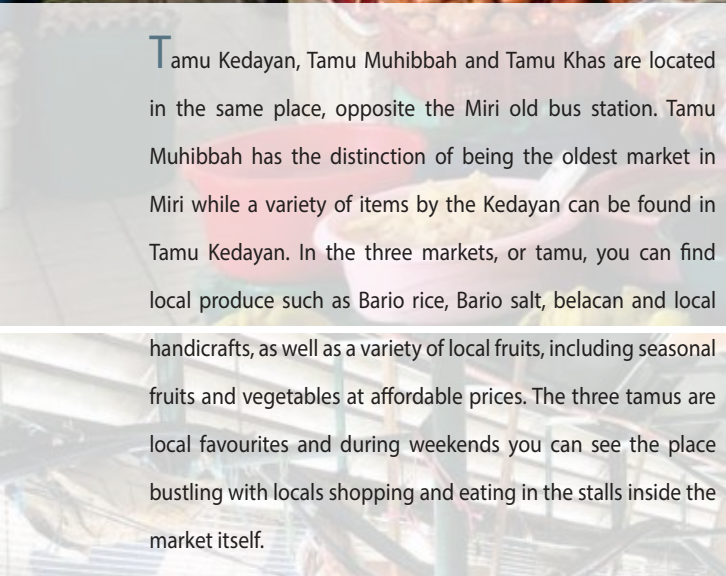 Tamu Kedayan, Tamu Muhibbah and Tamu Khas are located
in the same place, opposite the Miri old bus station. Tamu
Muhibbah has the distinction of being the oldest market in
Miri while a variety of items by the Kedayan can be found in
Tamu Kedayan. In the three markets, or tamu, you can find
local produce such as Bario rice, Bario salt, belacan and local
handicrafts, as well as a variety of local fruits, including seasonal
fruits and vegetables at affordable prices. The three tamus are
local favourites and during weekends you can see the place
bustling with locals shopping and eating in the stalls inside the
market itself.